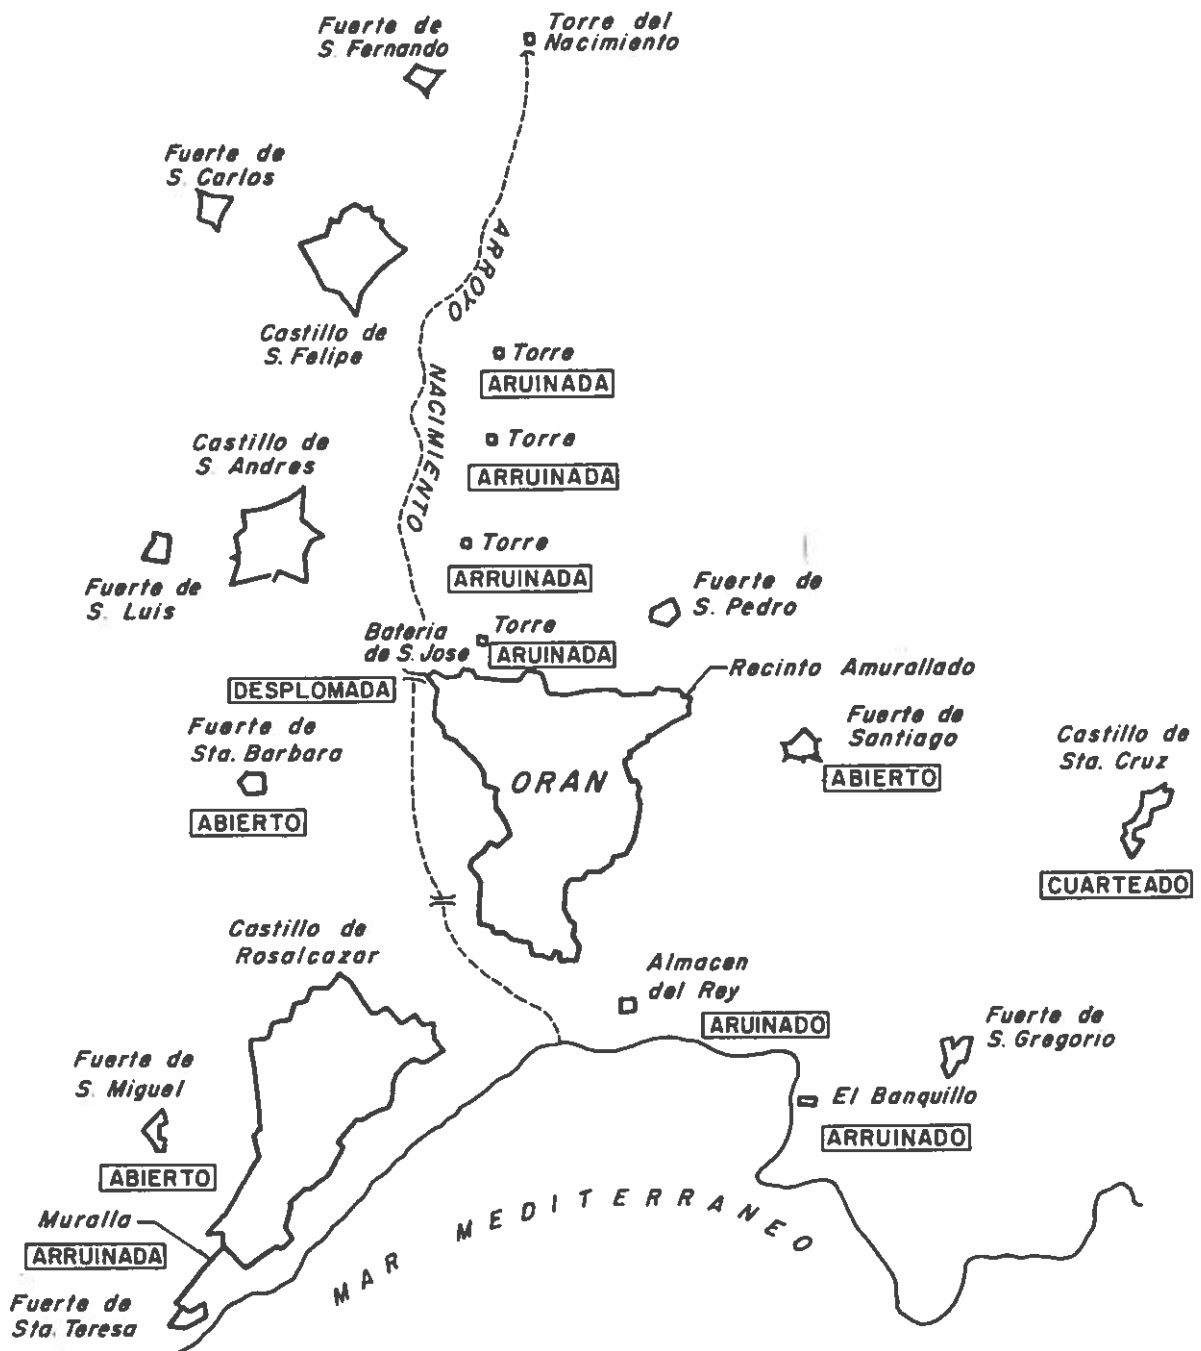 Fuerte de
S. Fernando
Torre del
Nacimiento
Fuerte de
S. Carlos
ARROYO
Castillo de
S. Felipe
Torre
ARUINADA
NACIMIENTO
Castillo de
S. Andres
Torre
ARRUINADA
Torre
ARRUINADA
Fuerte de
S. Luis
Fuerte de
S. Pedro
Bateria
de S. Jose
Torre
ARUINADA
DESPLOMADA
Recinto Amurallado
Fuerte de
Sta. Barbara
ABIERTO
ORAN
Fuerte de
Santiago
ABIERTO
Castillo de
Sta. Cruz
CUARTEADO
Castillo de
Rosalcazar
Almacen
del Rey
ARUINADO
Fuerte de
S. Gregorio
Fuerte de
S. Miguel
ABIERTO
El Banquillo
ARRUINADO
Muralla
ARRUINADA
MAR MEDITERRANEO
Fuerte de
Sta. Teresa